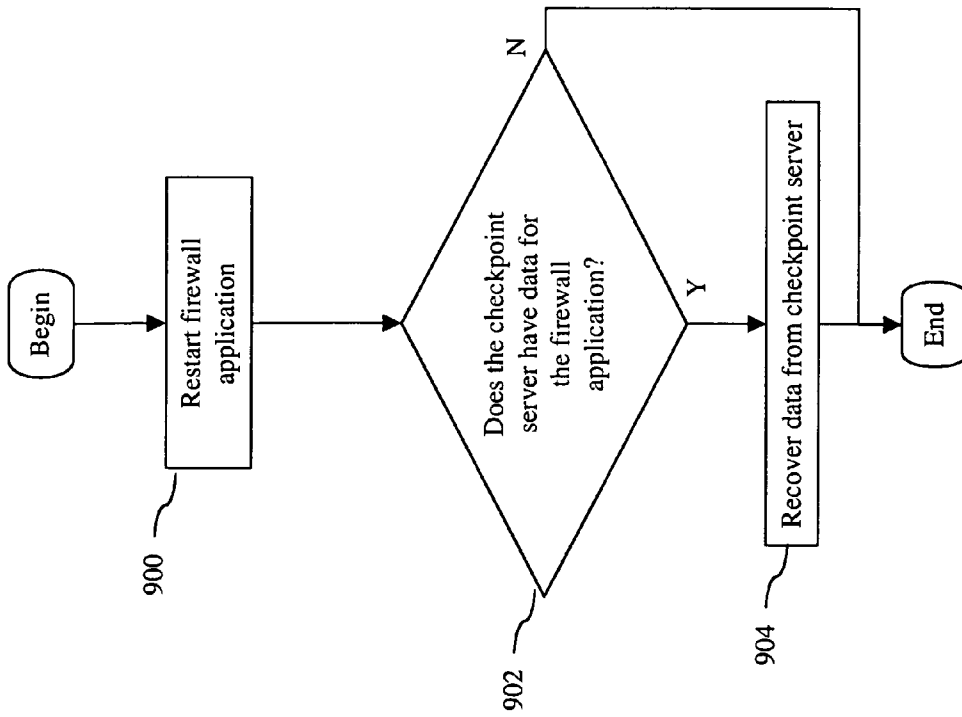 Begin
Restart firewall
application
900
Does the checkpoint
server have data for
the firewall
application?
902
N
Y
Recover data from checkpoint server
904
End